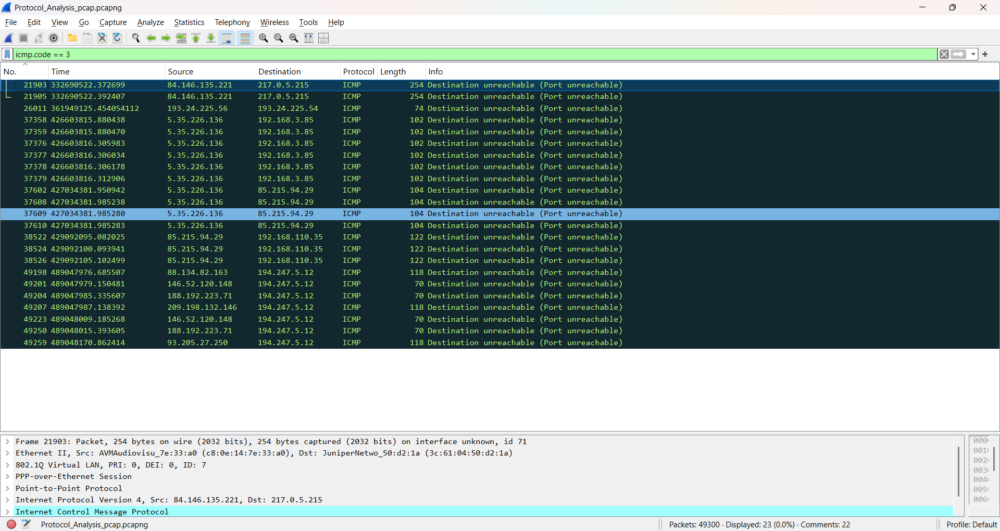 Protocol_Analysis_pcap.pcapng
File Edit View Go Capture Analyze Statistics Telephony Wireless Tools Help
icmp.code == 3
No. Time Source Destination Protocol Length Info
21903 332690522.372699 84.146.135.221 217.0.5.215 ICMP 254 Destination unreachable (Port unreachable)
21905 332690522.392407 84.146.135.221 217.0.5.215 ICMP 254 Destination unreachable (Port unreachable)
26011 361949125.454054112 193.24.225.56 193.24.225.54 ICMP 74 Destination unreachable (Port unreachable)
37358 426603815.880438 5.35.226.136 192.168.3.85 ICMP 102 Destination unreachable (Port unreachable)
37359 426603815.880470 5.35.226.136 192.168.3.85 ICMP 102 Destination unreachable (Port unreachable)
37376 426603816.305983 5.35.226.136 192.168.3.85 ICMP 102 Destination unreachable (Port unreachable)
37377 426603816.306034 5.35.226.136 192.168.3.85 ICMP 102 Destination unreachable (Port unreachable)
37378 426603816.306178 5.35.226.136 192.168.3.85 ICMP 102 Destination unreachable (Port unreachable)
37379 426603816.312906 5.35.226.136 192.168.3.85 ICMP 102 Destination unreachable (Port unreachable)
37602 427034381.950942 5.35.226.136 85.215.94.29 ICMP 104 Destination unreachable (Port unreachable)
37608 427034381.985238 5.35.226.136 85.215.94.29 ICMP 104 Destination unreachable (Port unreachable)
37609 427034381.985280 5.35.226.136 85.215.94.29 ICMP 104 Destination unreachable (Port unreachable)
37610 427034381.985283 5.35.226.136 85.215.94.29 ICMP 104 Destination unreachable (Port unreachable)
38522 429092095.082025 85.215.94.29 192.168.110.35 ICMP 122 Destination unreachable (Port unreachable)
38524 429092100.093941 85.215.94.29 192.168.110.35 ICMP 122 Destination unreachable (Port unreachable)
38526 429092105.102499 85.215.94.29 192.168.110.35 ICMP 122 Destination unreachable (Port unreachable)
49198 489047976.685507 88.134.82.163 194.247.5.12 ICMP 118 Destination unreachable (Port unreachable)
49201 489047979.150481 146.52.120.148 194.247.5.12 ICMP 70 Destination unreachable (Port unreachable)
49204 489047985.335607 188.192.223.71 194.247.5.12 ICMP 70 Destination unreachable (Port unreachable)
49207 489047987.138392 209.198.132.146 194.247.5.12 ICMP 118 Destination unreachable (Port unreachable)
49223 489048009.185268 146.52.120.148 194.247.5.12 ICMP 70 Destination unreachable (Port unreachable)
49250 489048015.393605 188.192.223.71 194.247.5.12 ICMP 70 Destination unreachable (Port unreachable)
49259 489048170.862414 93.205.27.250 194.247.5.12 ICMP 118 Destination unreachable (Port unreachable)
Frame 21903: Packet, 254 bytes on wire (2032 bits), 254 bytes captured (2032 bits) on interface unknown, id 71
Ethernet II, Src: AVMAudiovisu_7e:33:a0 (c8:0e:14:7e:33:a0), Dst: JuniperNetwo_50:d2:1a (3c:61:04:50:d2:1a)
802.1Q Virtual LAN, PRI: 0, DEI: 0, ID: 7
PPP-over-Ethernet Session
Point-to-Point Protocol
Internet Protocol Version 4, Src: 84.146.135.221, Dst: 217.0.5.215
Internet Control Message Protocol
Protocol_Analysis_pcap.pcapng
Packets: 49300 · Displayed: 23 (0.0%) · Comments: 22
Profile: Default